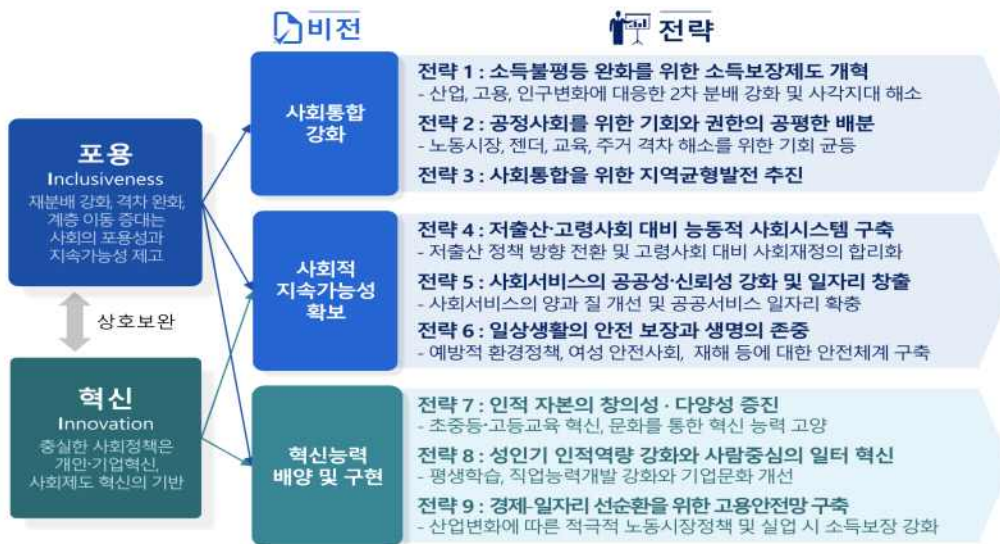 비전
전략
포용
Inclusiveness
재분배 강화, 격차 완화,
계층 이동 증대는
사회의 포용성과
지속가능성 제고
상호보완
혁신
Innovation
충실한 사회정책은
개인·기업혁신,
사회제도 혁신의 기반
사회통합
강화
전략 1 : 소득불평등 완화를 위한 소득보장제도 개혁
- 산업, 고용, 인구변화에 대응한 2차 분배 강화 및 사각지대 해소
전략 2 : 공정사회를 위한 기회와 권한의 공평한 배분
- 노동시장, 젠더, 교육, 주거 격차 해소를 위한 기회 균등
전략 3 : 사회통합을 위한 지역균형발전 추진
사회적
지속가능성
확보
전략 4 : 저출산·고령사회 대비 능동적 사회시스템 구축
- 저출산 정책 방향 전환 및 고령사회 대비 사회재정의 합리화
전략 5 : 사회서비스의 공공성·신뢰성 강화 및 일자리 창출
- 사회서비스의 양과 질 개선 및 공공서비스 일자리 확충
전략 6 : 일상생활의 안전 보장과 생명의 존중
- 예방적 환경정책, 여성 안전사회, 재해 등에 대한 안전체계 구축
혁신능력
배양 및 구현
전략 7 : 인적 자본의 창의성 · 다양성 증진
- 초중등·고등교육 혁신, 문화를 통한 혁신 능력 고양
전략 8 : 성인기 인적역량 강화와 사람중심의 일터 혁신
- 평생학습, 직업능력개발 강화와 기업문화 개선
전략 9 : 경제-일자리 선순환을 위한 고용안전망 구축
- 산업변화에 따른 적극적 노동시장정책 및 실업 시 소득보장 강화